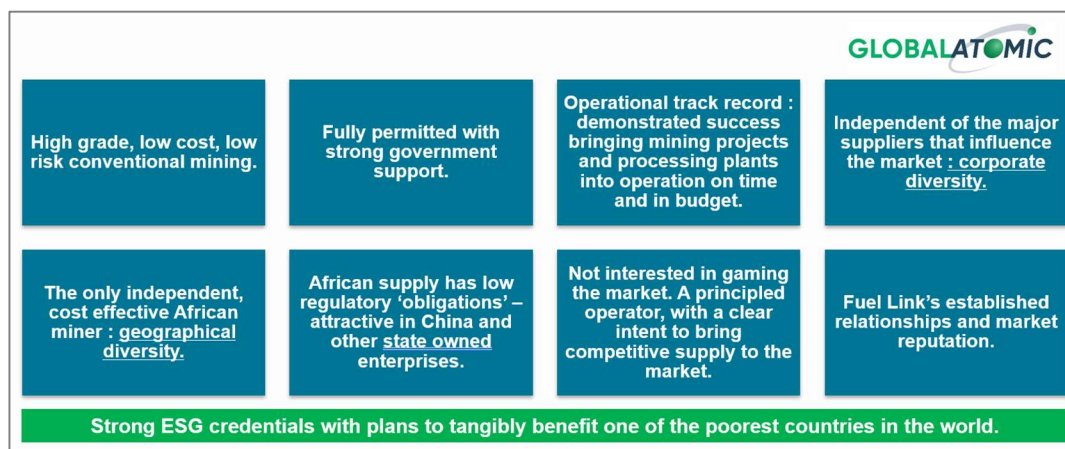 GLOBALATOMIC
High grade, low cost, low
risk conventional mining.
Fully permitted with
strong government
support.
Operational track record :
demonstrated success
bringing mining projects
and processing plants
into operation on time
and in budget.
Independent of the major
suppliers that influence
the market : corporate
diversity.
The only independent,
cost effective African
miner : geographical
diversity.
African supply has low
regulatory ‘obligations’ –
attractive in China and
other state owned
enterprises.
Not interested in gaming
the market. A principled
operator, with a clear
intent to bring
competitive supply to the
market.
Fuel Link’s established
relationships and market
reputation.
Strong ESG credentials with plans to tangibly benefit one of the poorest countries in the world.